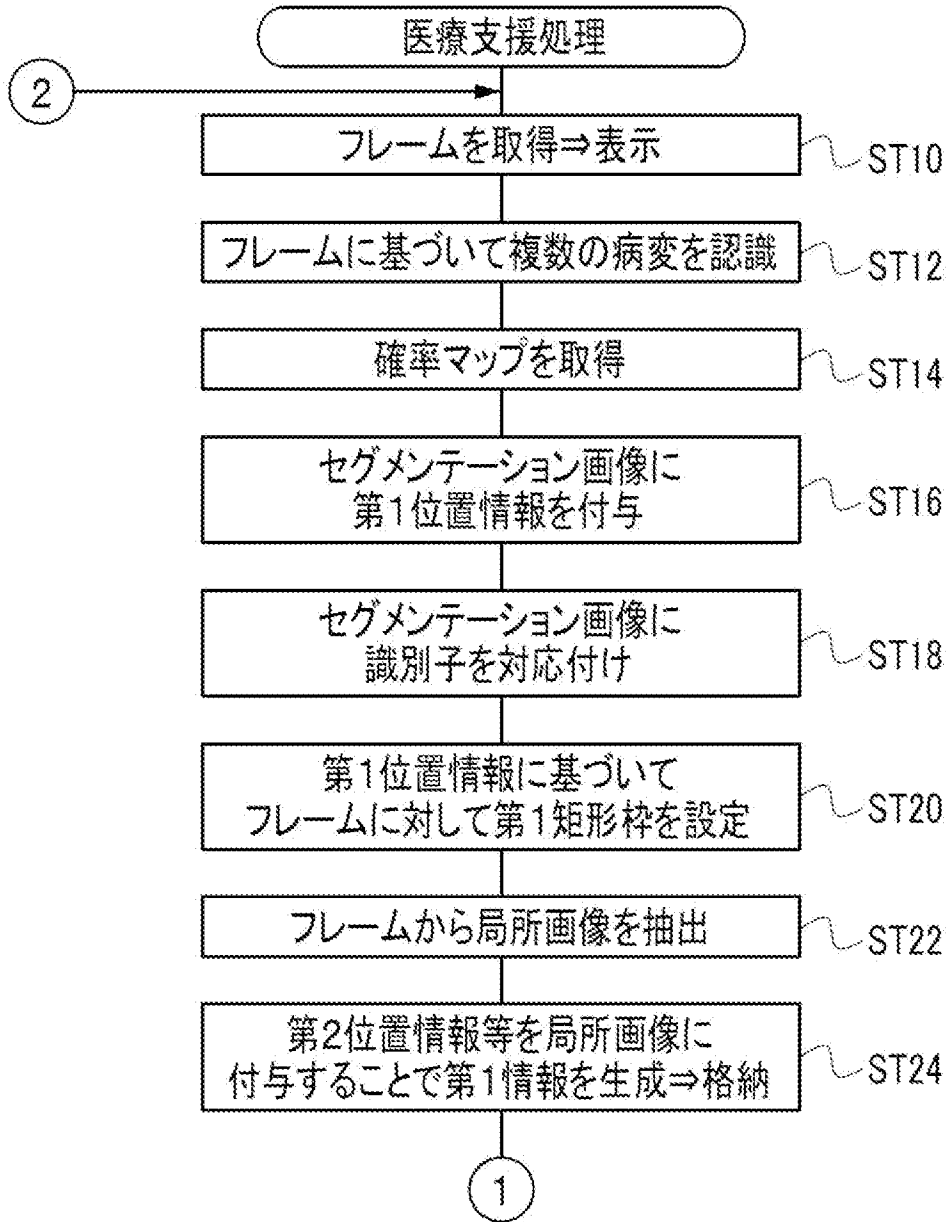 医療支援処理
2
フレームを取得⇒表示
ST10
フレームに基づいて複数の病変を認識
ST12
確率マップを取得
ST14
セグメンテーション画像に
第1位置情報を付与
ST16
セグメンテーション画像に
識別子を対応付け
ST18
第1位置情報に基づいて
フレームに対して第1矩形枠を設定
ST20
フレームから局所画像を抽出
ST22
第2位置情報等を局所画像に
付与することで第1情報を生成⇒格納
ST24
1